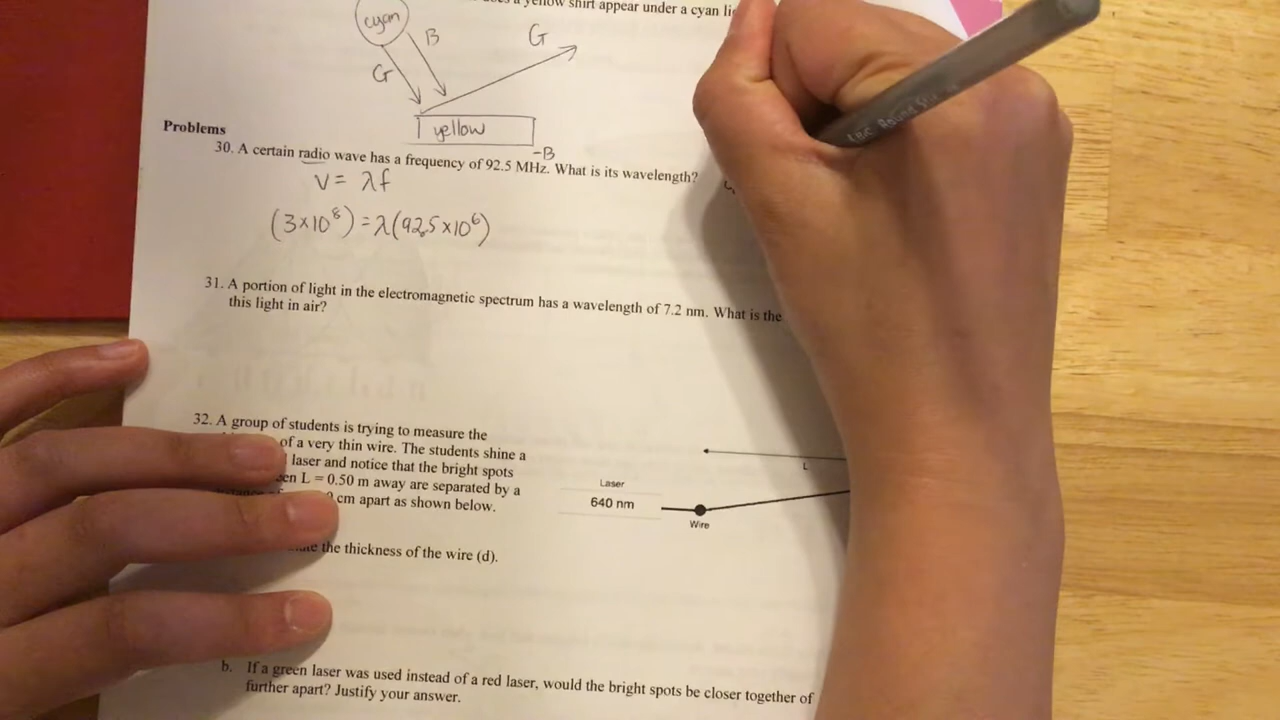 a yellow shirt appear under a cyan li
cyan
B
G
G
yellow
-B
Problems
30. A certain radio wave has a frequency of 92.5 MHz. What is its wavelength?
v = λf
(3×10⁸) = λ(92.5×10⁶)
31. A portion of light in the electromagnetic spectrum has a wavelength of 7.2 nm. What is the
this light in air?
32. A group of students is trying to measure the
of a very thin wire. The students shine a
laser and notice that the bright spots
en L = 0.50 m away are separated by a
cm apart as shown below.
L
Laser
640 nm
Wire
the thickness of the wire (d).
b. If a green laser was used instead of a red laser, would the bright spots be closer together of
further apart? Justify your answer.